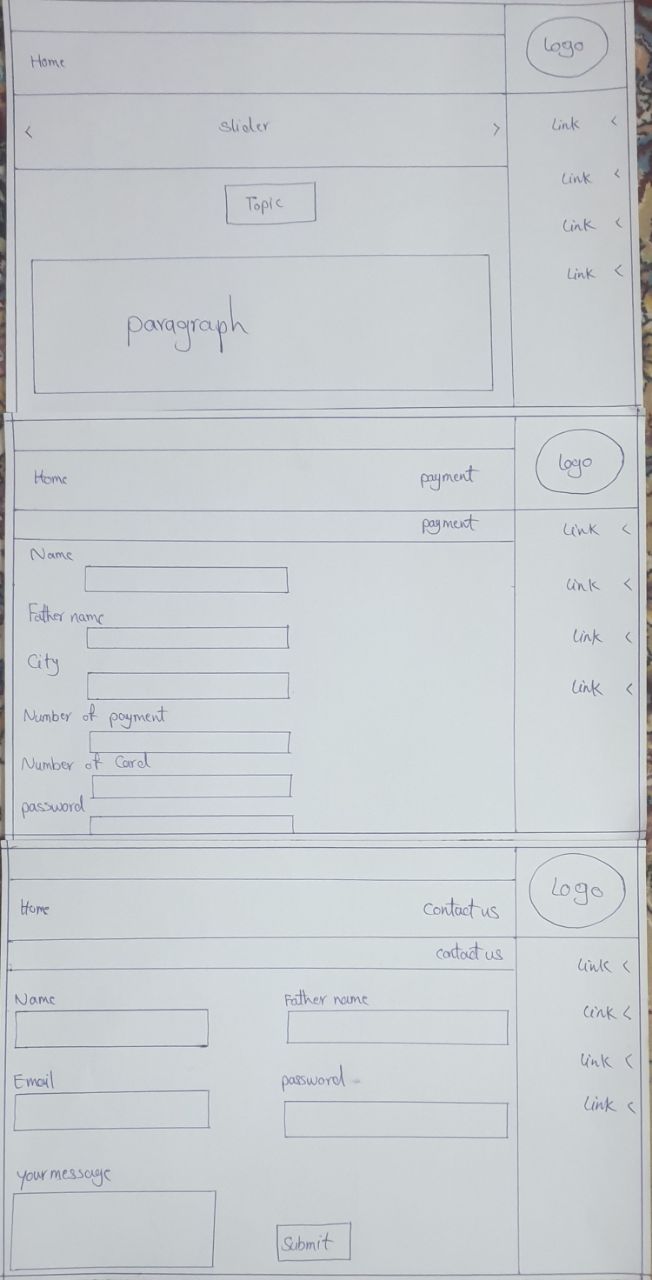 Logo
Home
< slider > Link <
Link <
Topic
Link <
Link <
paragraph
Logo
Home payment
payment Link <
Name
Link <
Father name
Link <
City
Link <
Number of payment
Number of Card
password
Logo
Home Contact us
contact us
Link <
Name Father name
Link <
Link <
Email password
Link <
your message
Submit